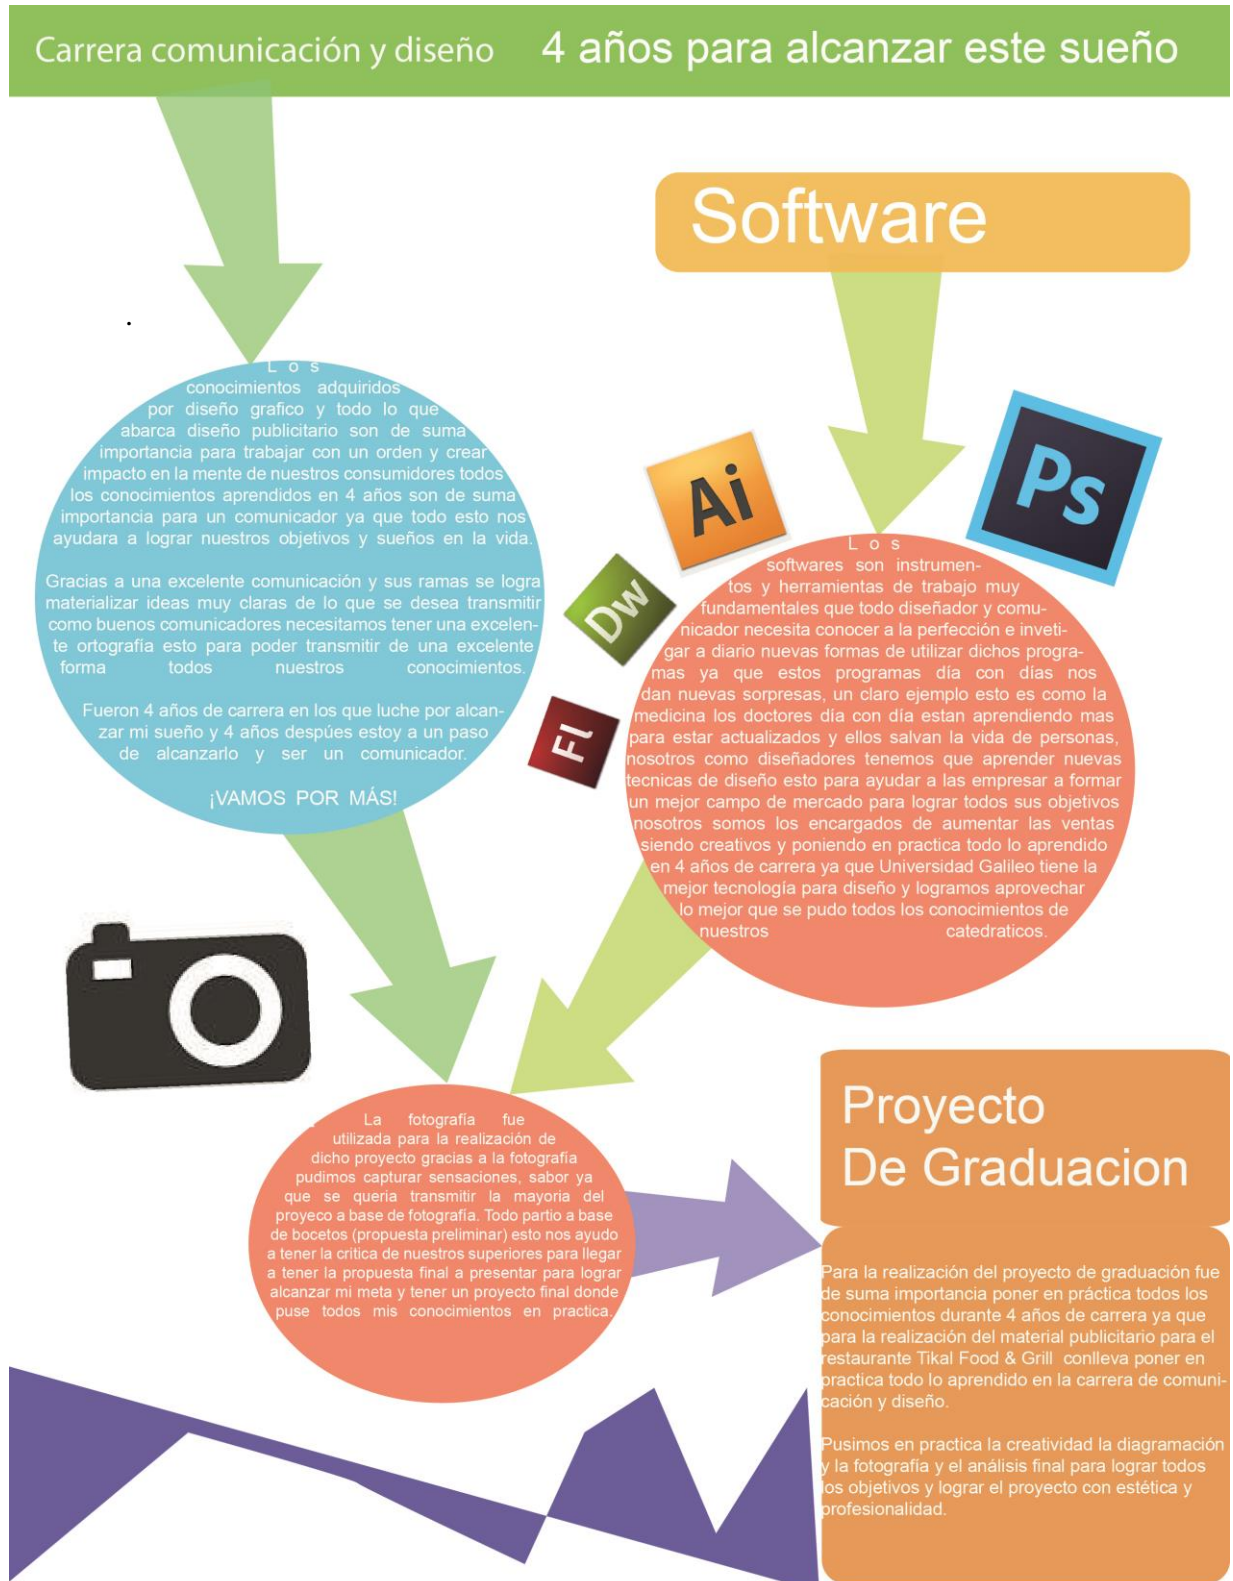 Carrera comunicación y diseño 4 años para alcanzar este sueño
Software
Los
conocimientos adquiridos
por diseño grafico y todo lo que
abarca diseño publicitario son de suma
importancia para trabajar con un orden y crear
impacto en la mente de nuestros consumidores todos
los conocimientos aprendidos en 4 años son de suma
importancia para un comunicador ya que todo esto nos
ayudara a lograr nuestros objetivos y sueños en la vida.
Gracias a una excelente comunicación y sus ramas se logra
materializar ideas muy claras de lo que se desea transmitir
como buenos comunicadores necesitamos tener una excelen-
te ortografía esto para poder transmitir de una excelente
forma todos nuestros conocimientos.
Fueron 4 años de carrera en los que luche por alcan-
zar mi sueño y 4 años despúes estoy a un paso
de alcanzarlo y ser un comunicador.
¡VAMOS POR MÁS!
Ai
Ps
Dw
Fl
Los
softwares son instrumen-
tos y herramientas de trabajo muy
fundamentales que todo diseñador y comu-
nicador necesita conocer a la perfección e inveti-
gar a diario nuevas formas de utilizar dichos progra-
mas ya que estos programas día con días nos
dan nuevas sorpresas, un claro ejemplo esto es como la
medicina los doctores día con día estan aprendiendo mas
para estar actualizados y ellos salvan la vida de personas,
nosotros como diseñadores tenemos que aprender nuevas
tecnicas de diseño esto para ayudar a las empresar a formar
un mejor campo de mercado para lograr todos sus objetivos
nosotros somos los encargados de aumentar las ventas
siendo creativos y poniendo en practica todo lo aprendido
en 4 años de carrera ya que Universidad Galileo tiene la
mejor tecnología para diseño y logramos aprovechar
lo mejor que se pudo todos los conocimientos de
nuestros catedraticos.
La fotografía fue
utilizada para la realización de
dicho proyecto gracias a la fotografía
pudimos capturar sensaciones, sabor ya
que se queria transmitir la mayoria del
proyeco a base de fotografía. Todo partio a base
de bocetos (propuesta preliminar) esto nos ayudo
a tener la critica de nuestros superiores para llegar
a tener la propuesta final a presentar para lograr
alcanzar mi meta y tener un proyecto final donde
puse todos mis conocimientos en practica.
Proyecto
De Graduacion
Para la realización del proyecto de graduación fue
de suma importancia poner en práctica todos los
conocimientos durante 4 años de carrera ya que
para la realización del material publicitario para el
restaurante Tikal Food & Grill conlleva poner en
practica todo lo aprendido en la carrera de comuni-
cación y diseño.
Pusimos en practica la creatividad la diagramación
y la fotografía y el análisis final para lograr todos
los objetivos y lograr el proyecto con estética y
profesionalidad.